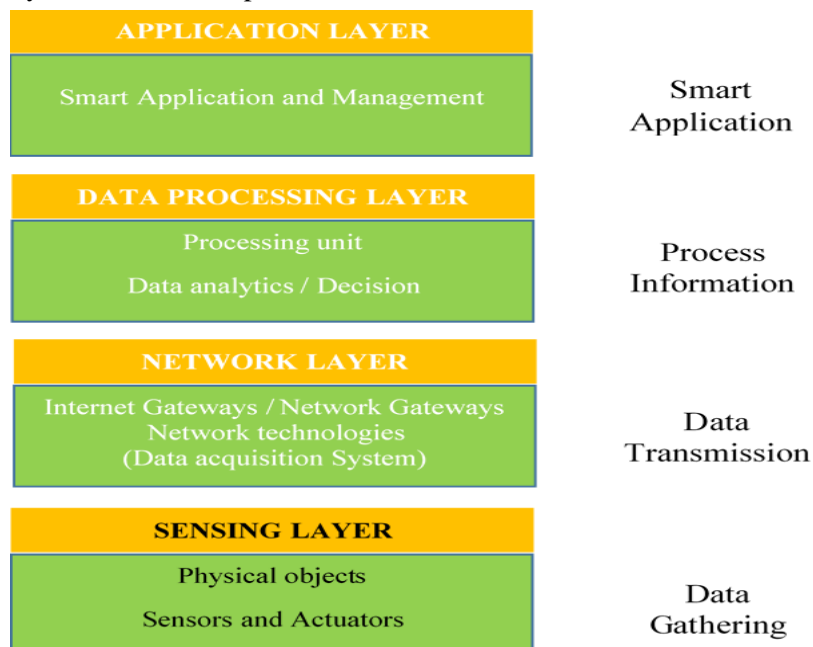 APPLICATION LAYER
Smart Application and Management
Smart
Application
DATA PROCESSING LAYER
Processing unit
Data analytics / Decision
Process
Information
NETWORK LAYER
Internet Gateways / Network Gateways
Network technologies
(Data acquisition System)
Data
Transmission
SENSING LAYER
Physical objects
Sensors and Actuators
Data
Gathering